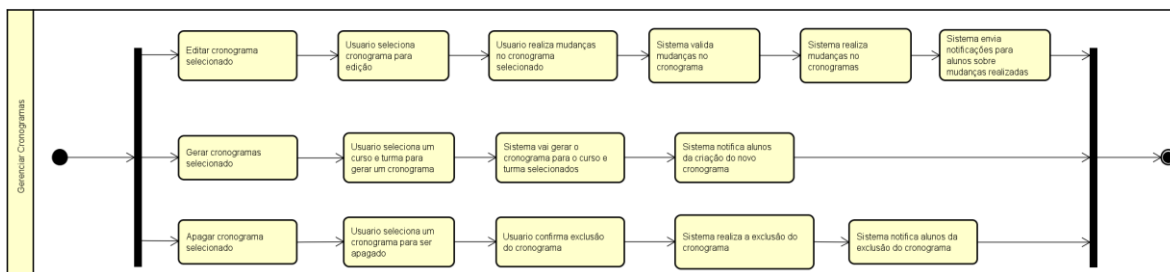 Gerenciar Cronogramas
Editar cronograma
selecionado
Usuario seleciona
cronograma para
edição
Usuario realiza mudanças
no cronograma
selecionado
Sistema valida
mudanças no
cronograma
Sistema realiza
mudanças no
cronogramas
Sistema envia
notificações para
alunos sobre
mudanças realizadas
Gerar cronogramas
selecionado
Usuario seleciona um
curso e turma para
gerar um cronograma
Sistema vai gerar o
cronograma para o curso e
turma selecionados
Sistema notifica alunos
da criação do novo
cronograma
Apagar cronograma
selecionado
Usuario seleciona um
cronograma para ser
apagado
Usuario confirma exclusão
do cronograma
Sistema realiza a exclusão do
cronograma
Sistema notifica alunos da
exclusão do cronograma